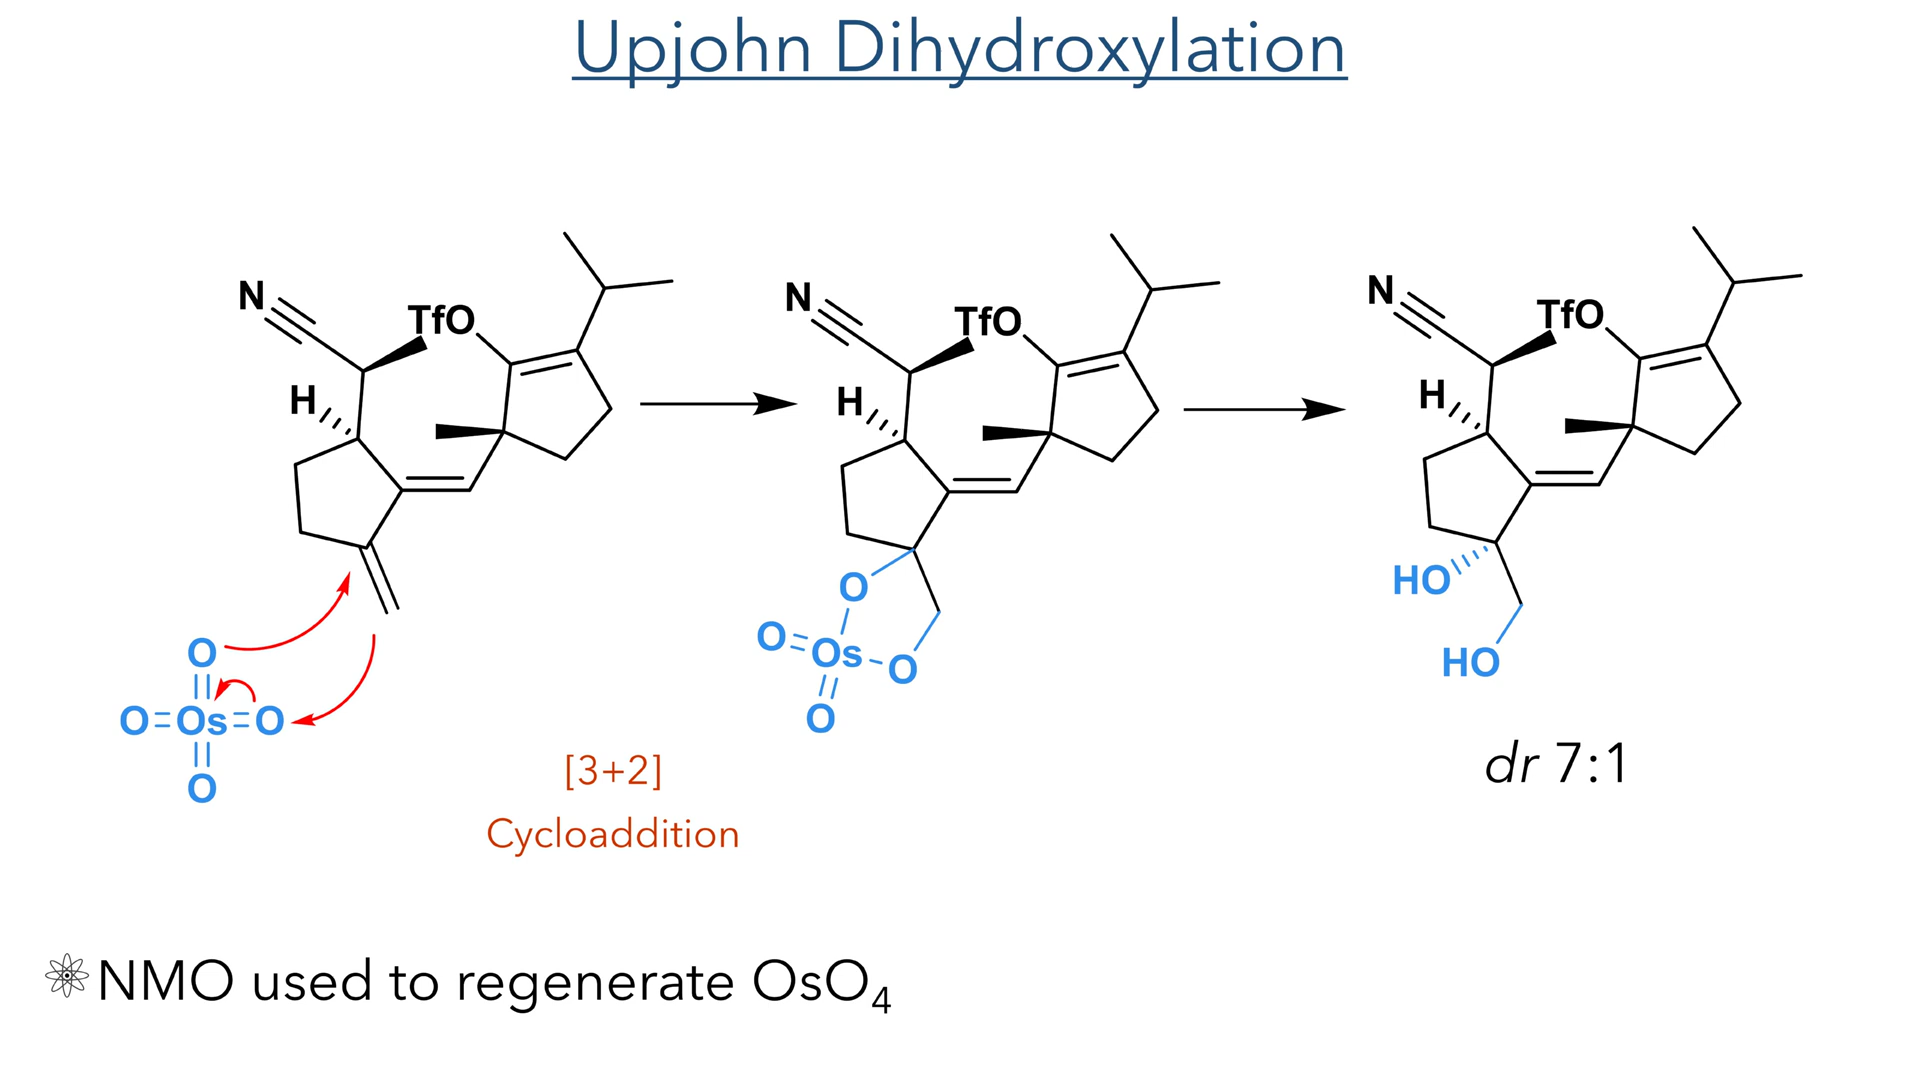 Upjohn Dihydroxylation
N
TfO
H
O
O=Os=O
O
N
TfO
H
O
O=Os-O
O
N
TfO
H
HO
HO
[3+2]
Cycloaddition
dr 7:1
NMO used to regenerate OsO₄